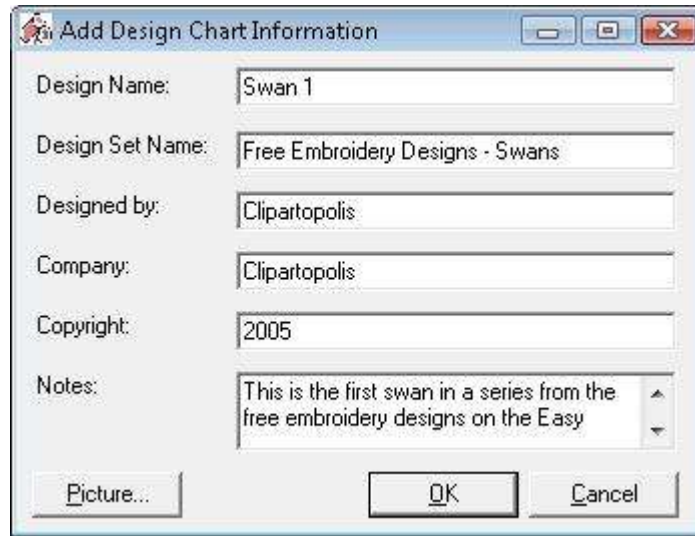 Add Design Chart Information
Design Name: Swan 1
Design Set Name: Free Embroidery Designs - Swans
Designed by: Clipartopolis
Company: Clipartopolis
Copyright: 2005
Notes: This is the first swan in a series from the
free embroidery designs on the Easy
Picture... OK Cancel